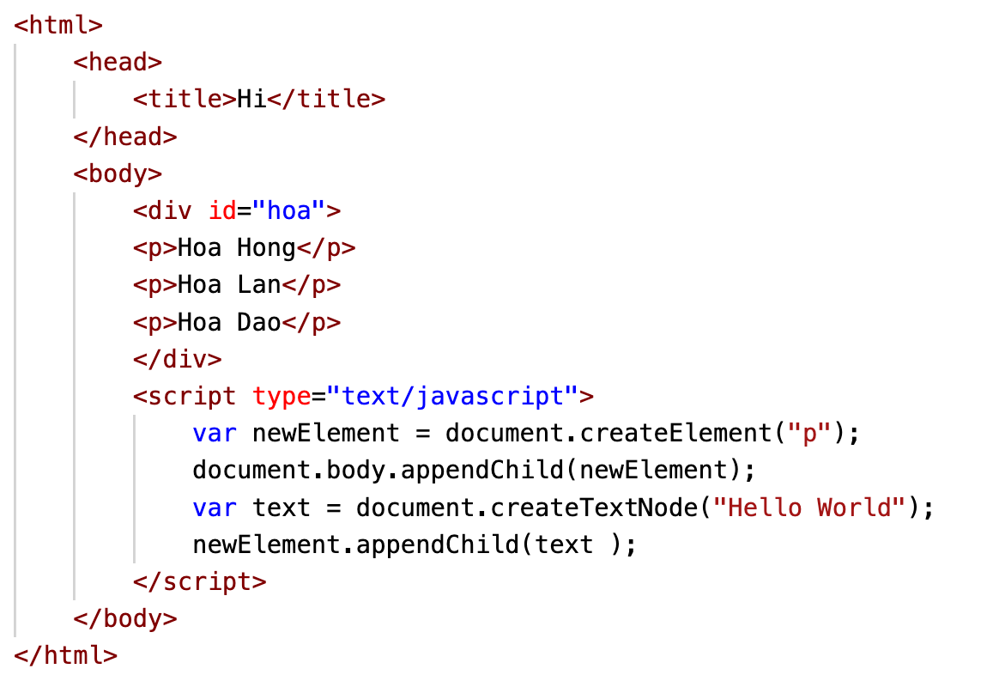 <html>
<head>
<title>Hi</title>
</head>
<body>
<div id="hoa">
<p>Hoa Hong</p>
<p>Hoa Lan</p>
<p>Hoa Dao</p>
</div>
<script type="text/javascript">
var newElement = document.createElement("p");
document.body.appendChild(newElement);
var text = document.createTextNode("Hello World");
newElement.appendChild(text );
</script>
</body>
</html>